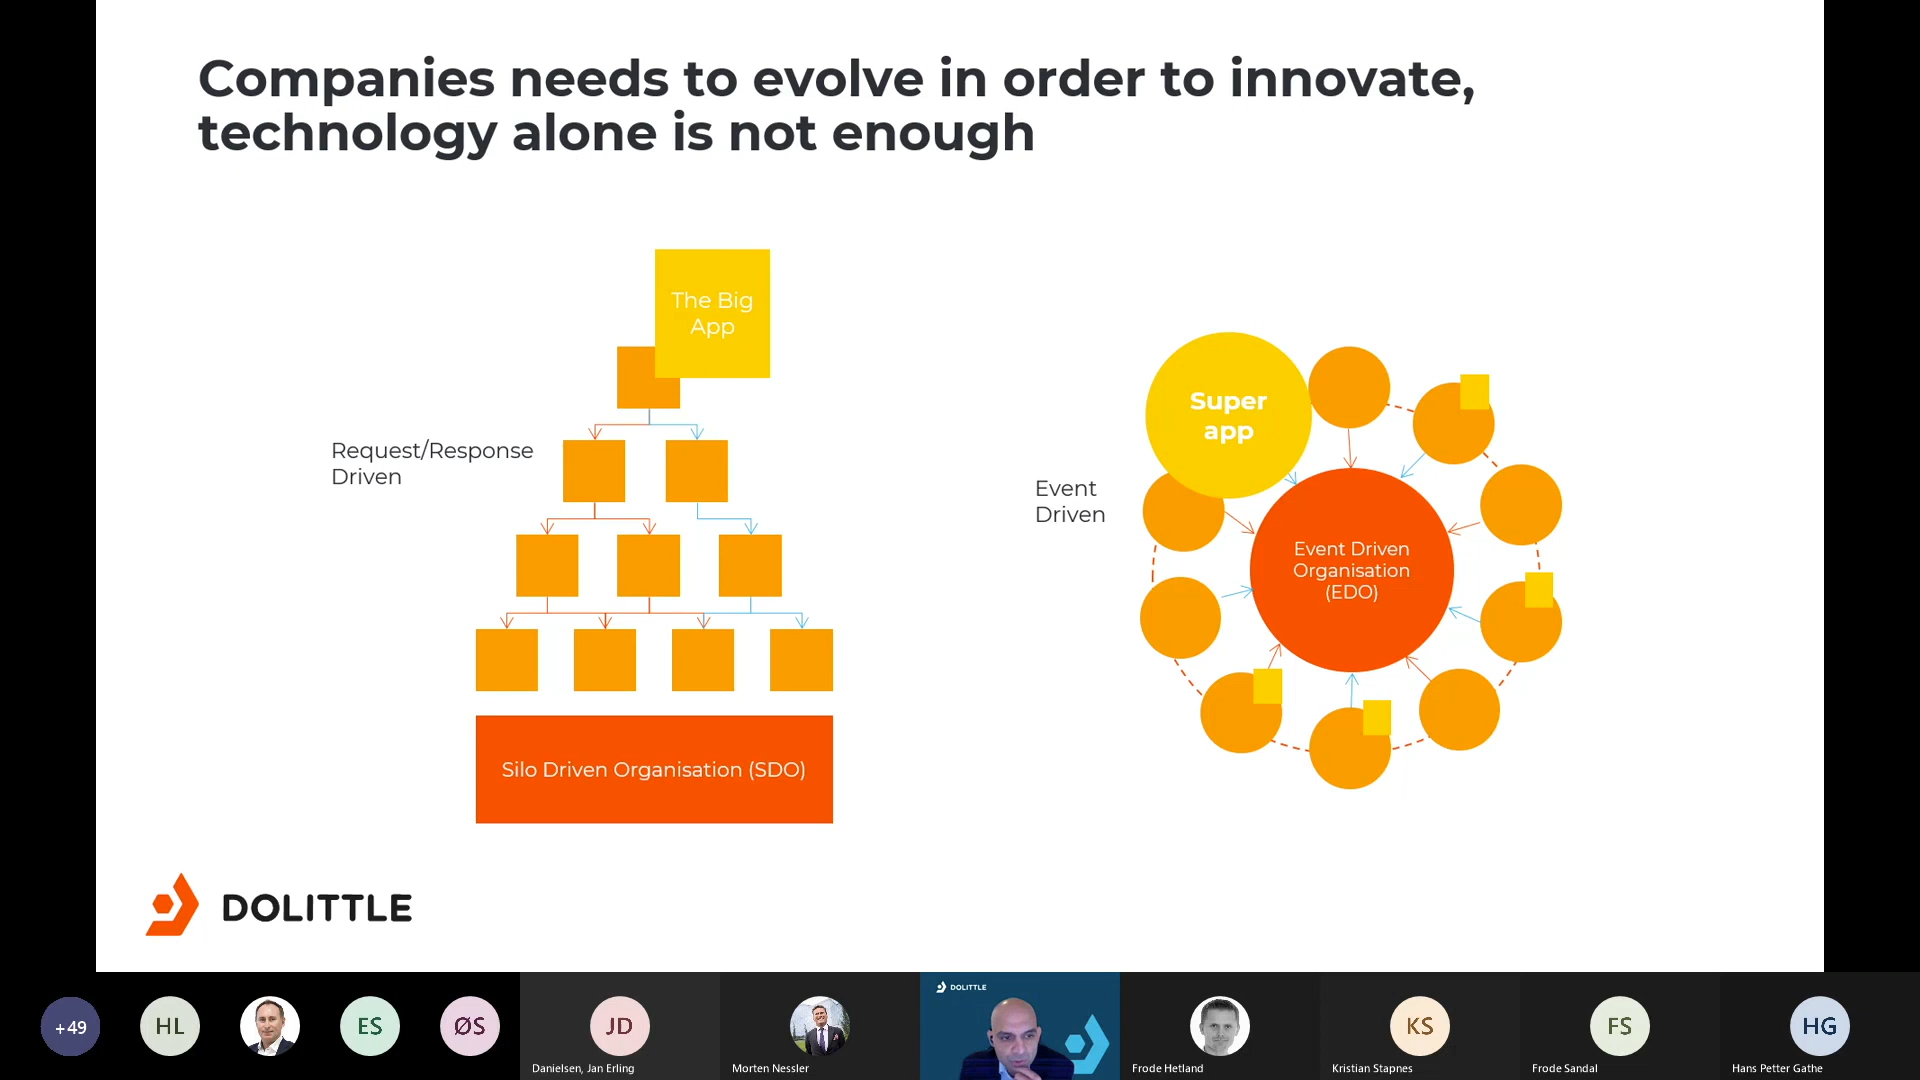 Companies needs to evolve in order to innovate,
technology alone is not enough
The Big
App
Request/Response
Driven
Silo Driven Organisation (SDO)
Super
app
Event
Driven
Event Driven
Organisation
(EDO)
DOLITTLE
+49
HL
ES
ØS
JD
Danielsen, Jan Erling
Morten Nessler
DOLITTLE
Frode Hetland
KS
Kristian Stapnes
FS
Frode Sandal
HG
Hans Petter Gathe